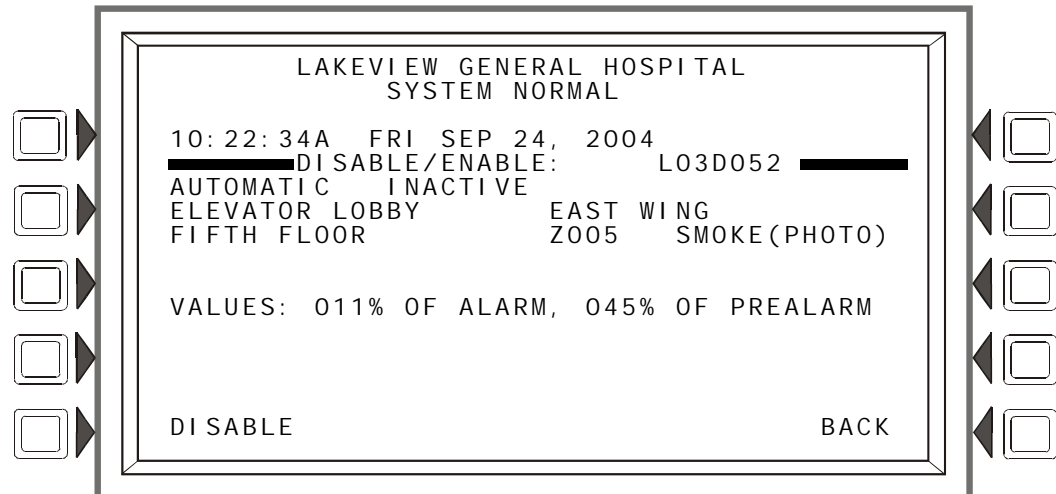 LAKEVIEW GENERAL HOSPITAL
SYSTEM NORMAL
10:22:34A FRI SEP 24, 2004
DISABLE/ENABLE: L03D052
AUTOMATIC INACTIVE
ELEVATOR LOBBY EAST WING
FIFTH FLOOR Z005 SMOKE(PHOTO)
VALUES: 011% OF ALARM, 045% OF PREALARM
DISABLE BACK